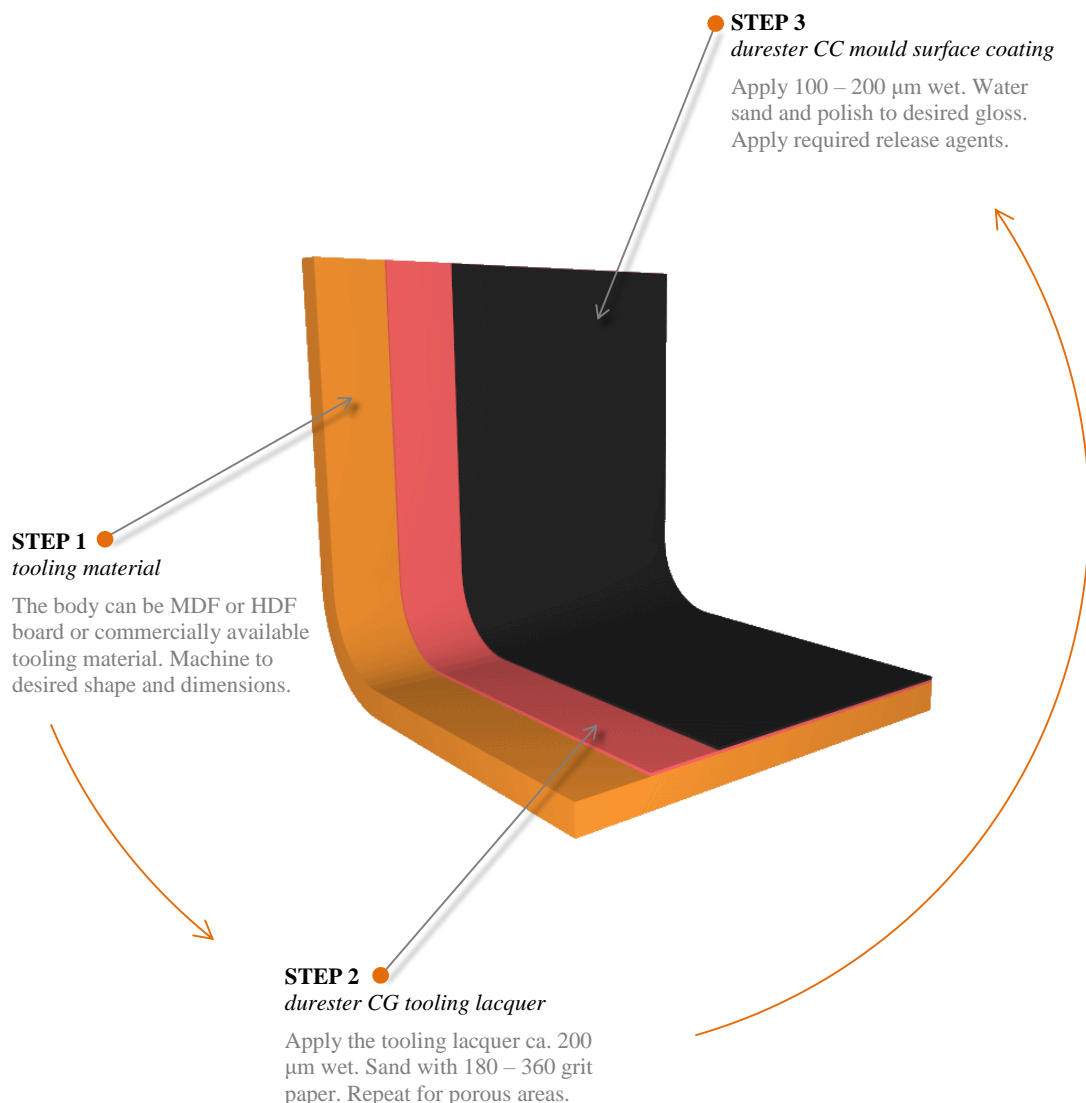 STEP 3
durester CC mould surface coating
Apply 100 – 200 μm wet. Water
sand and polish to desired gloss.
Apply required release agents.
STEP 1
tooling material
The body can be MDF or HDF
board or commercially available
tooling material. Machine to
desired shape and dimensions.
STEP 2
durester CG tooling lacquer
Apply the tooling lacquer ca. 200
μm wet. Sand with 180 – 360 grit
paper. Repeat for porous areas.